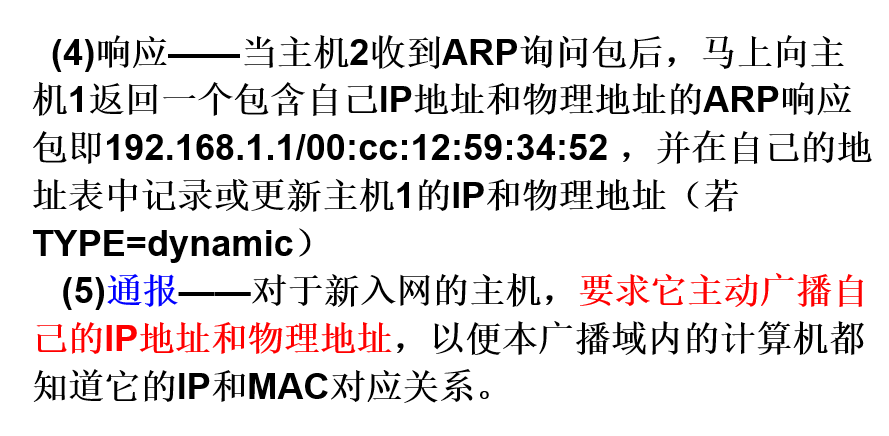 (4)响应——当主机2收到ARP询问包后，马上向主
机1返回一个包含自己IP地址和物理地址的ARP响应
包即192.168.1.1/00:cc:12:59:34:52 ，并在自己的地
址表中记录或更新主机1的IP和物理地址（若
TYPE=dynamic）
(5)通报——对于新入网的主机，要求它主动广播自
己的IP地址和物理地址，以便本广播域内的计算机都
知道它的IP和MAC对应关系。